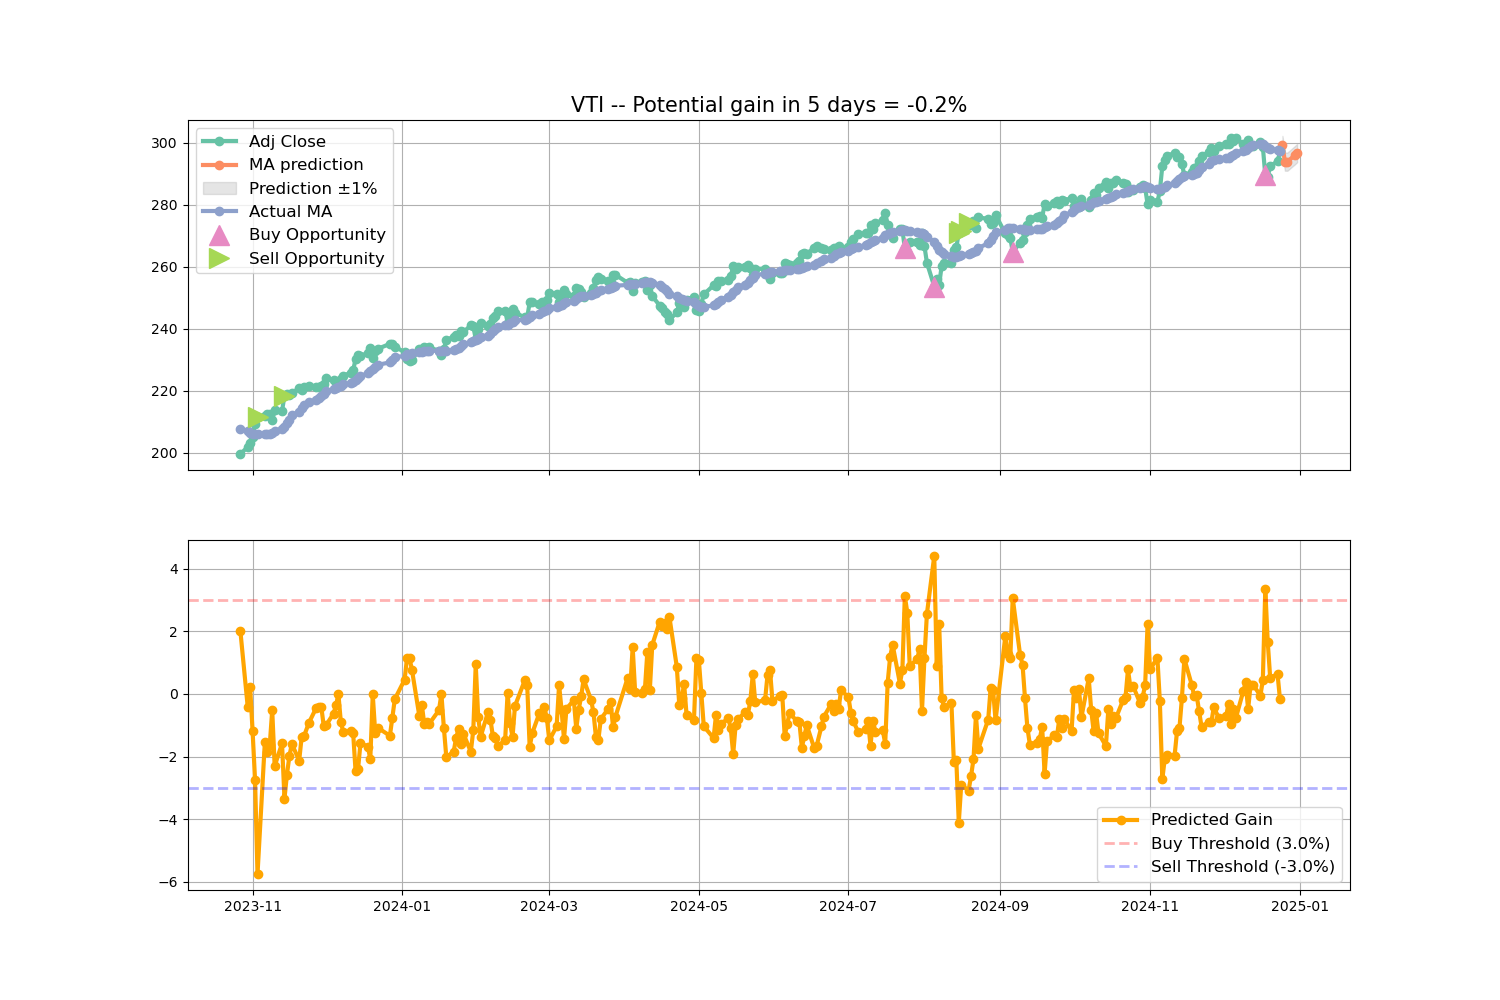 VTI -- Potential gain in 5 days = -0.2%
Adj Close
MA prediction
Prediction ±1%
Actual MA
Buy Opportunity
Sell Opportunity
300
280
260
240
220
200
4
2
0
−2
−4
−6
Predicted Gain
Buy Threshold (3.0%)
Sell Threshold (-3.0%)
2023-11
2024-01
2024-03
2024-05
2024-07
2024-09
2024-11
2025-01